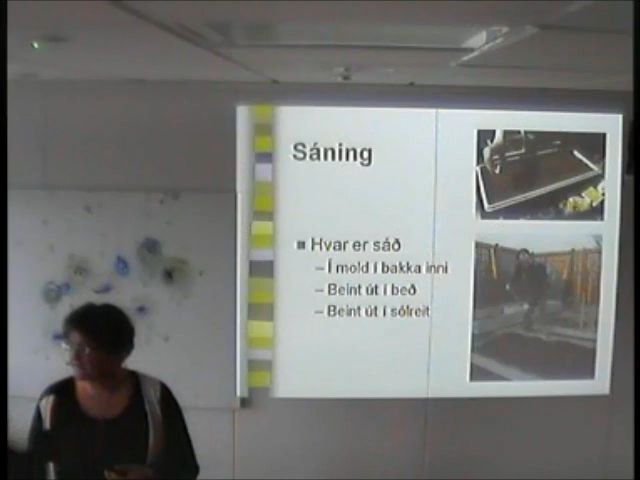 Sáning
Hvar er sáð
– Í mold í bakka inni
– Beint út í beð
– Beint út í sólreit